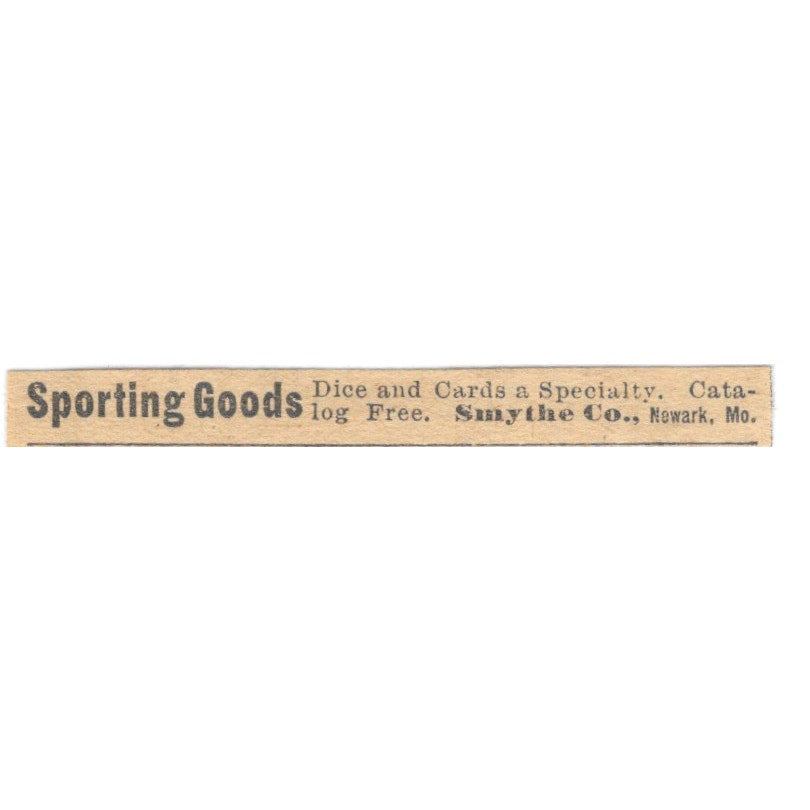 Sporting Goods Dice and Cards a Specialty. Cata-
log Free. Smythe Co., Newark, Mo.